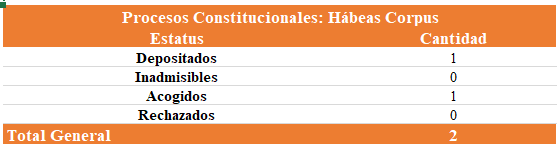 Procesos Constitucionales: Hábeas Corpus
Estatus Cantidad
Depositados 1
Inadmisibles 0
Acogidos 1
Rechazados 0
Total General 2